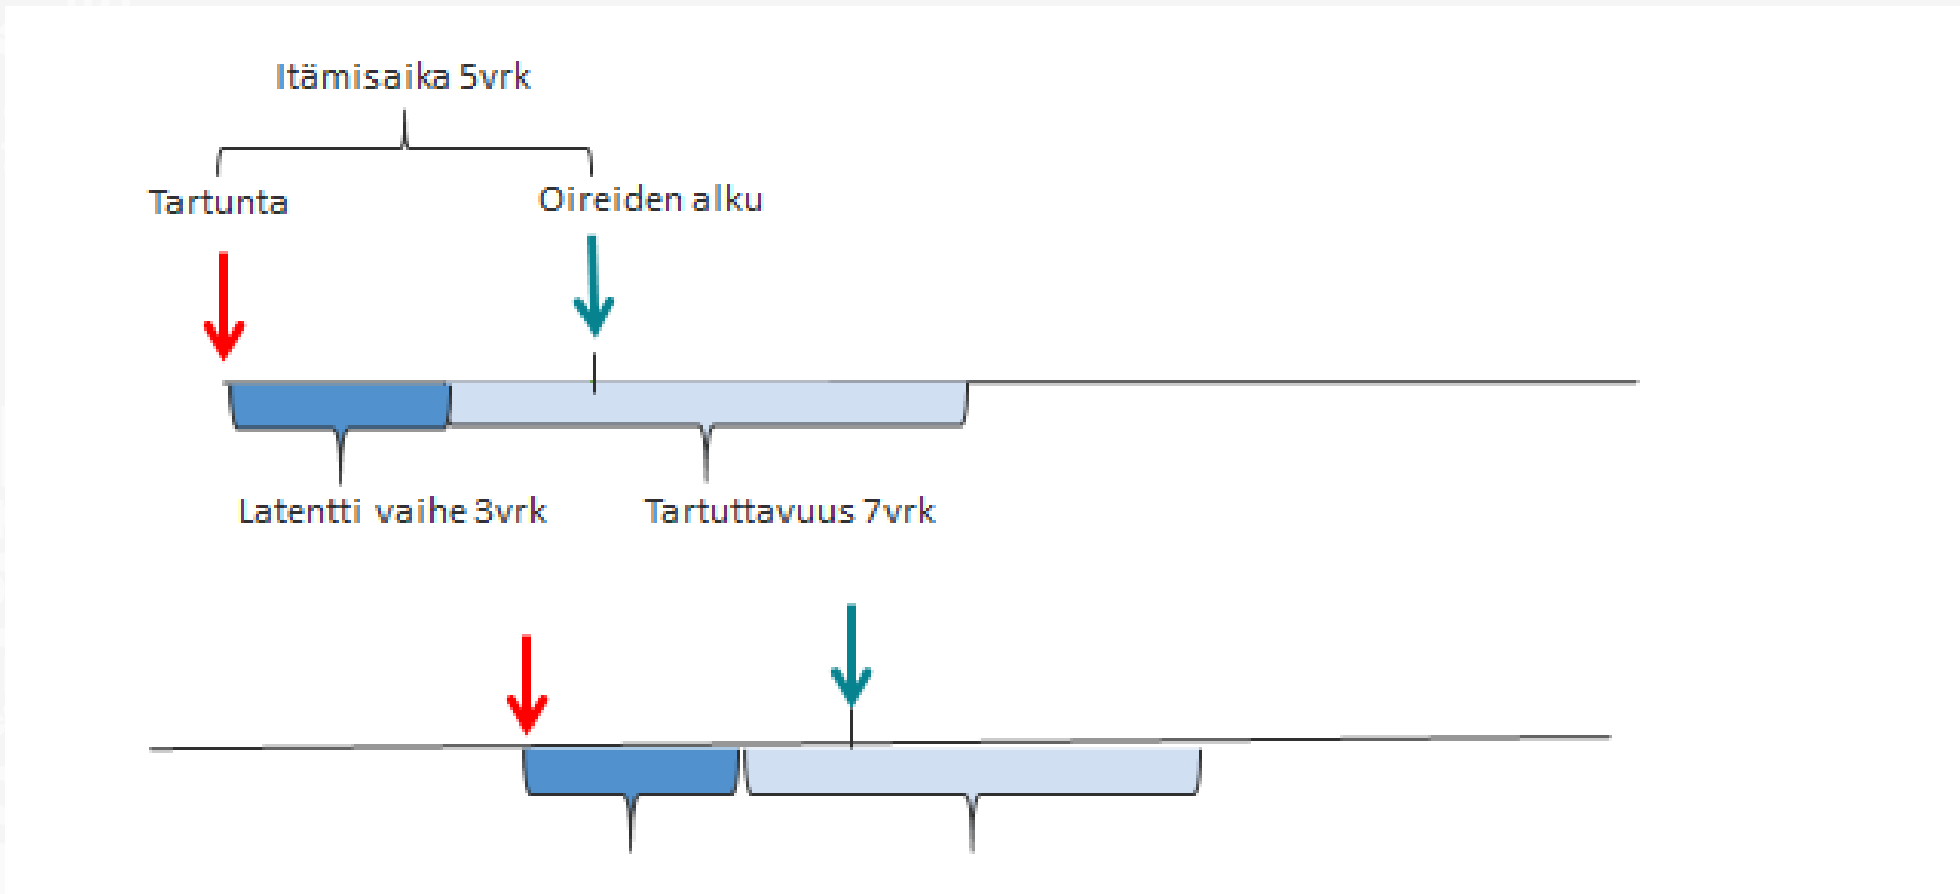 Itämisaika 5vrk
Tartunta
Oireiden alku
Latentti vaihe 3vrk
Tartuttavuus 7vrk